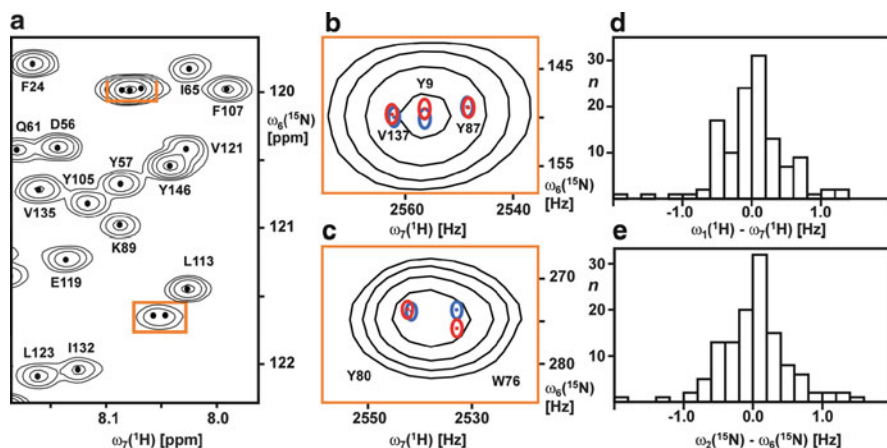 a
F24
I65
F107
Q61 D56
V121
Y57
Y105
Y146
V135
K89
E119
L113
L123
I132
120
121
122
ω6(15N)
[ppm]
8.1
8.0
ω7(1H) [ppm]
b
Y9
V137
Y87
145
155
ω6(15N)
[Hz]
2560
2540
ω7(1H) [Hz]
c
Y80
W76
270
280
ω6(15N)
[Hz]
2550
2530
ω7(1H) [Hz]
d
30
n
20
10
-1.0
0.0
1.0
ω1(1H) - ω7(1H) [Hz]
e
30
n
20
10
-1.0
0.0
1.0
ω2(15N) - ω6(15N) [Hz]